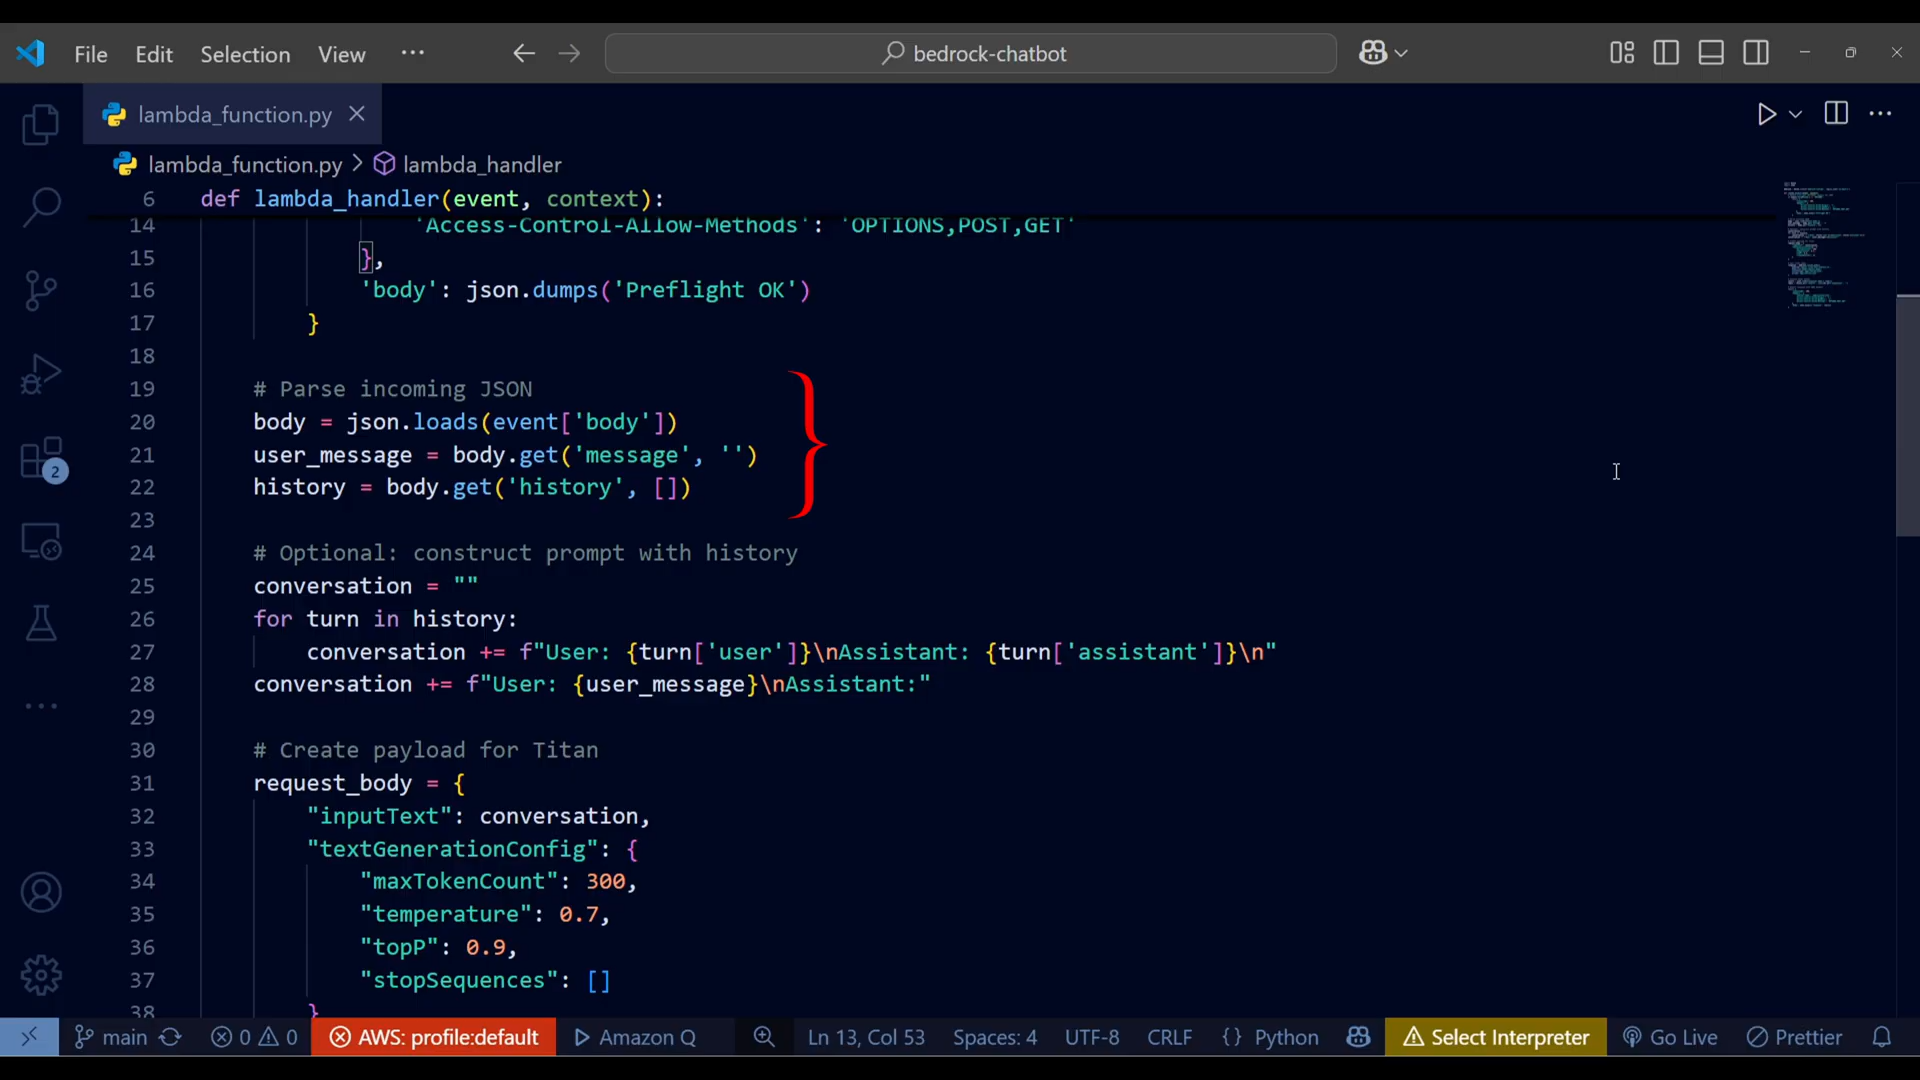 File Edit Selection View ··· bedrock-chatbot
lambda_function.py
lambda_function.py > lambda_handler
6 def lambda_handler(event, context):
14 'Access-Control-Allow-Methods': 'OPTIONS,POST,GET'
15 },
16 'body': json.dumps('Preflight OK')
17 }
18
19 # Parse incoming JSON
20 body = json.loads(event['body'])
21 user_message = body.get('message', '')
22 history = body.get('history', [])
23
24 # Optional: construct prompt with history
25 conversation = ""
26 for turn in history:
27 conversation += f"User: {turn['user']}\nAssistant: {turn['assistant']}\n"
28 conversation += f"User: {user_message}\nAssistant:"
29
30 # Create payload for Titan
31 request_body = {
32 "inputText": conversation,
33 "textGenerationConfig": {
34 "maxTokenCount": 300,
35 "temperature": 0.7,
36 "topP": 0.9,
37 "stopSequences": []
38 }
2
main 0 0 AWS: profile:default Amazon Q Ln 13, Col 53 Spaces: 4 UTF-8 CRLF {} Python Select Interpreter Go Live Prettier